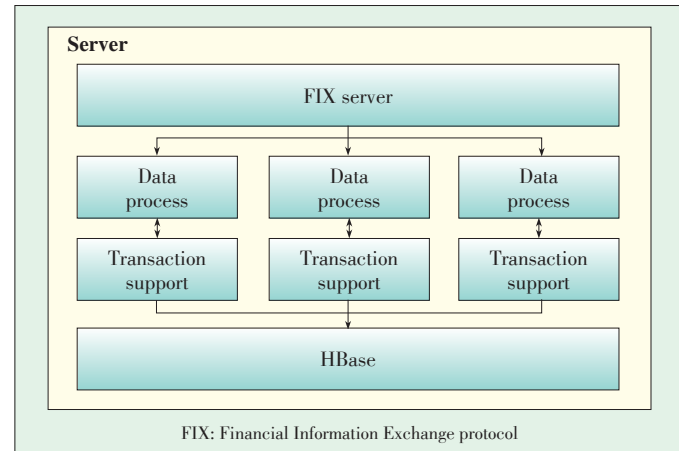 Server
FIX server
Data
process
Data
process
Data
process
Transaction
support
Transaction
support
Transaction
support
HBase
FIX: Financial Information Exchange protocol